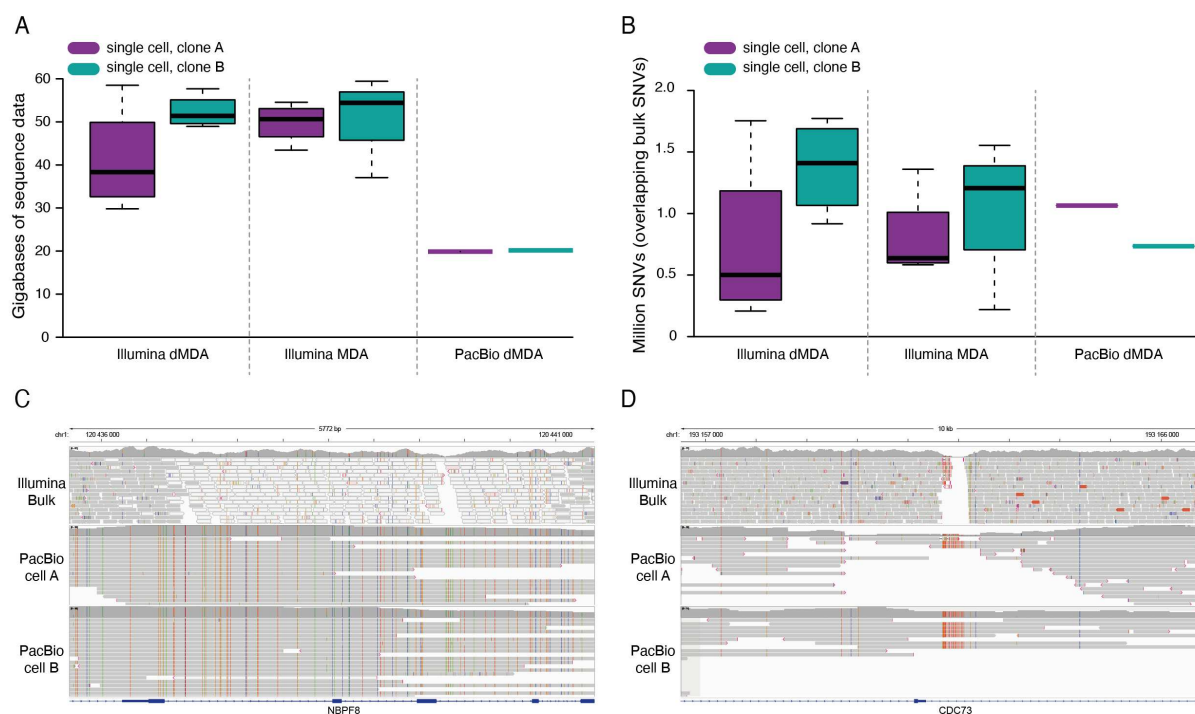 A
single cell, clone A
single cell, clone B
Gigabases of sequence data
60
50
40
30
20
10
0
Illumina dMDA
Illumina MDA
PacBio dMDA
B
single cell, clone A
single cell, clone B
Million SNVs (overlapping bulk SNVs)
2.0
1.5
1.0
0.5
0
Illumina dMDA
Illumina MDA
PacBio dMDA
C
chr1:
120 436 000
5772 bp
120 441 000
Illumina
Bulk
PacBio
cell A
PacBio
cell B
NBPF8
D
chr1:
193 157 000
10 kb
193 166 000
Illumina
Bulk
PacBio
cell A
PacBio
cell B
CDC73